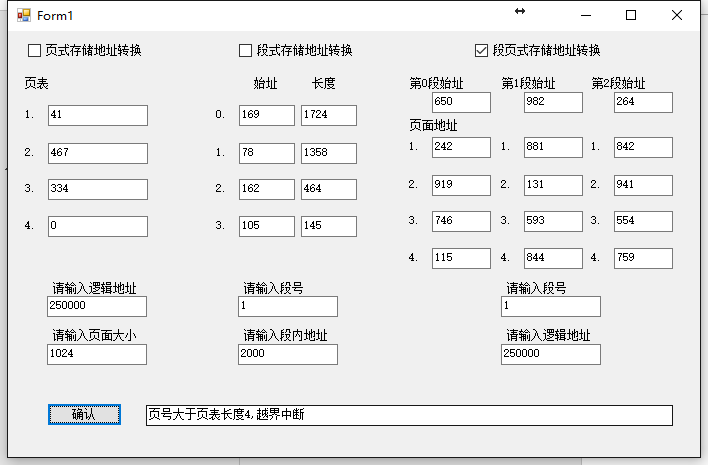 Form1
页式存储地址转换 段式存储地址转换 段页式存储地址转换
页表 始址 长度 第0段始址 第1段始址 第2段始址
650 982 264
页面地址
1. 41 0. 169 1724
1. 242 1. 881 1. 842
2. 467 1. 78 1358
2. 919 2. 131 2. 941
3. 334 2. 162 464
3. 746 3. 593 3. 554
4. 0 3. 105 145
4. 115 4. 844 4. 759
请输入逻辑地址 请输入段号 请输入段号
250000 1 1
请输入页面大小 请输入段内地址 请输入逻辑地址
1024 2000 250000
确认 页号大于页表长度4,越界中断